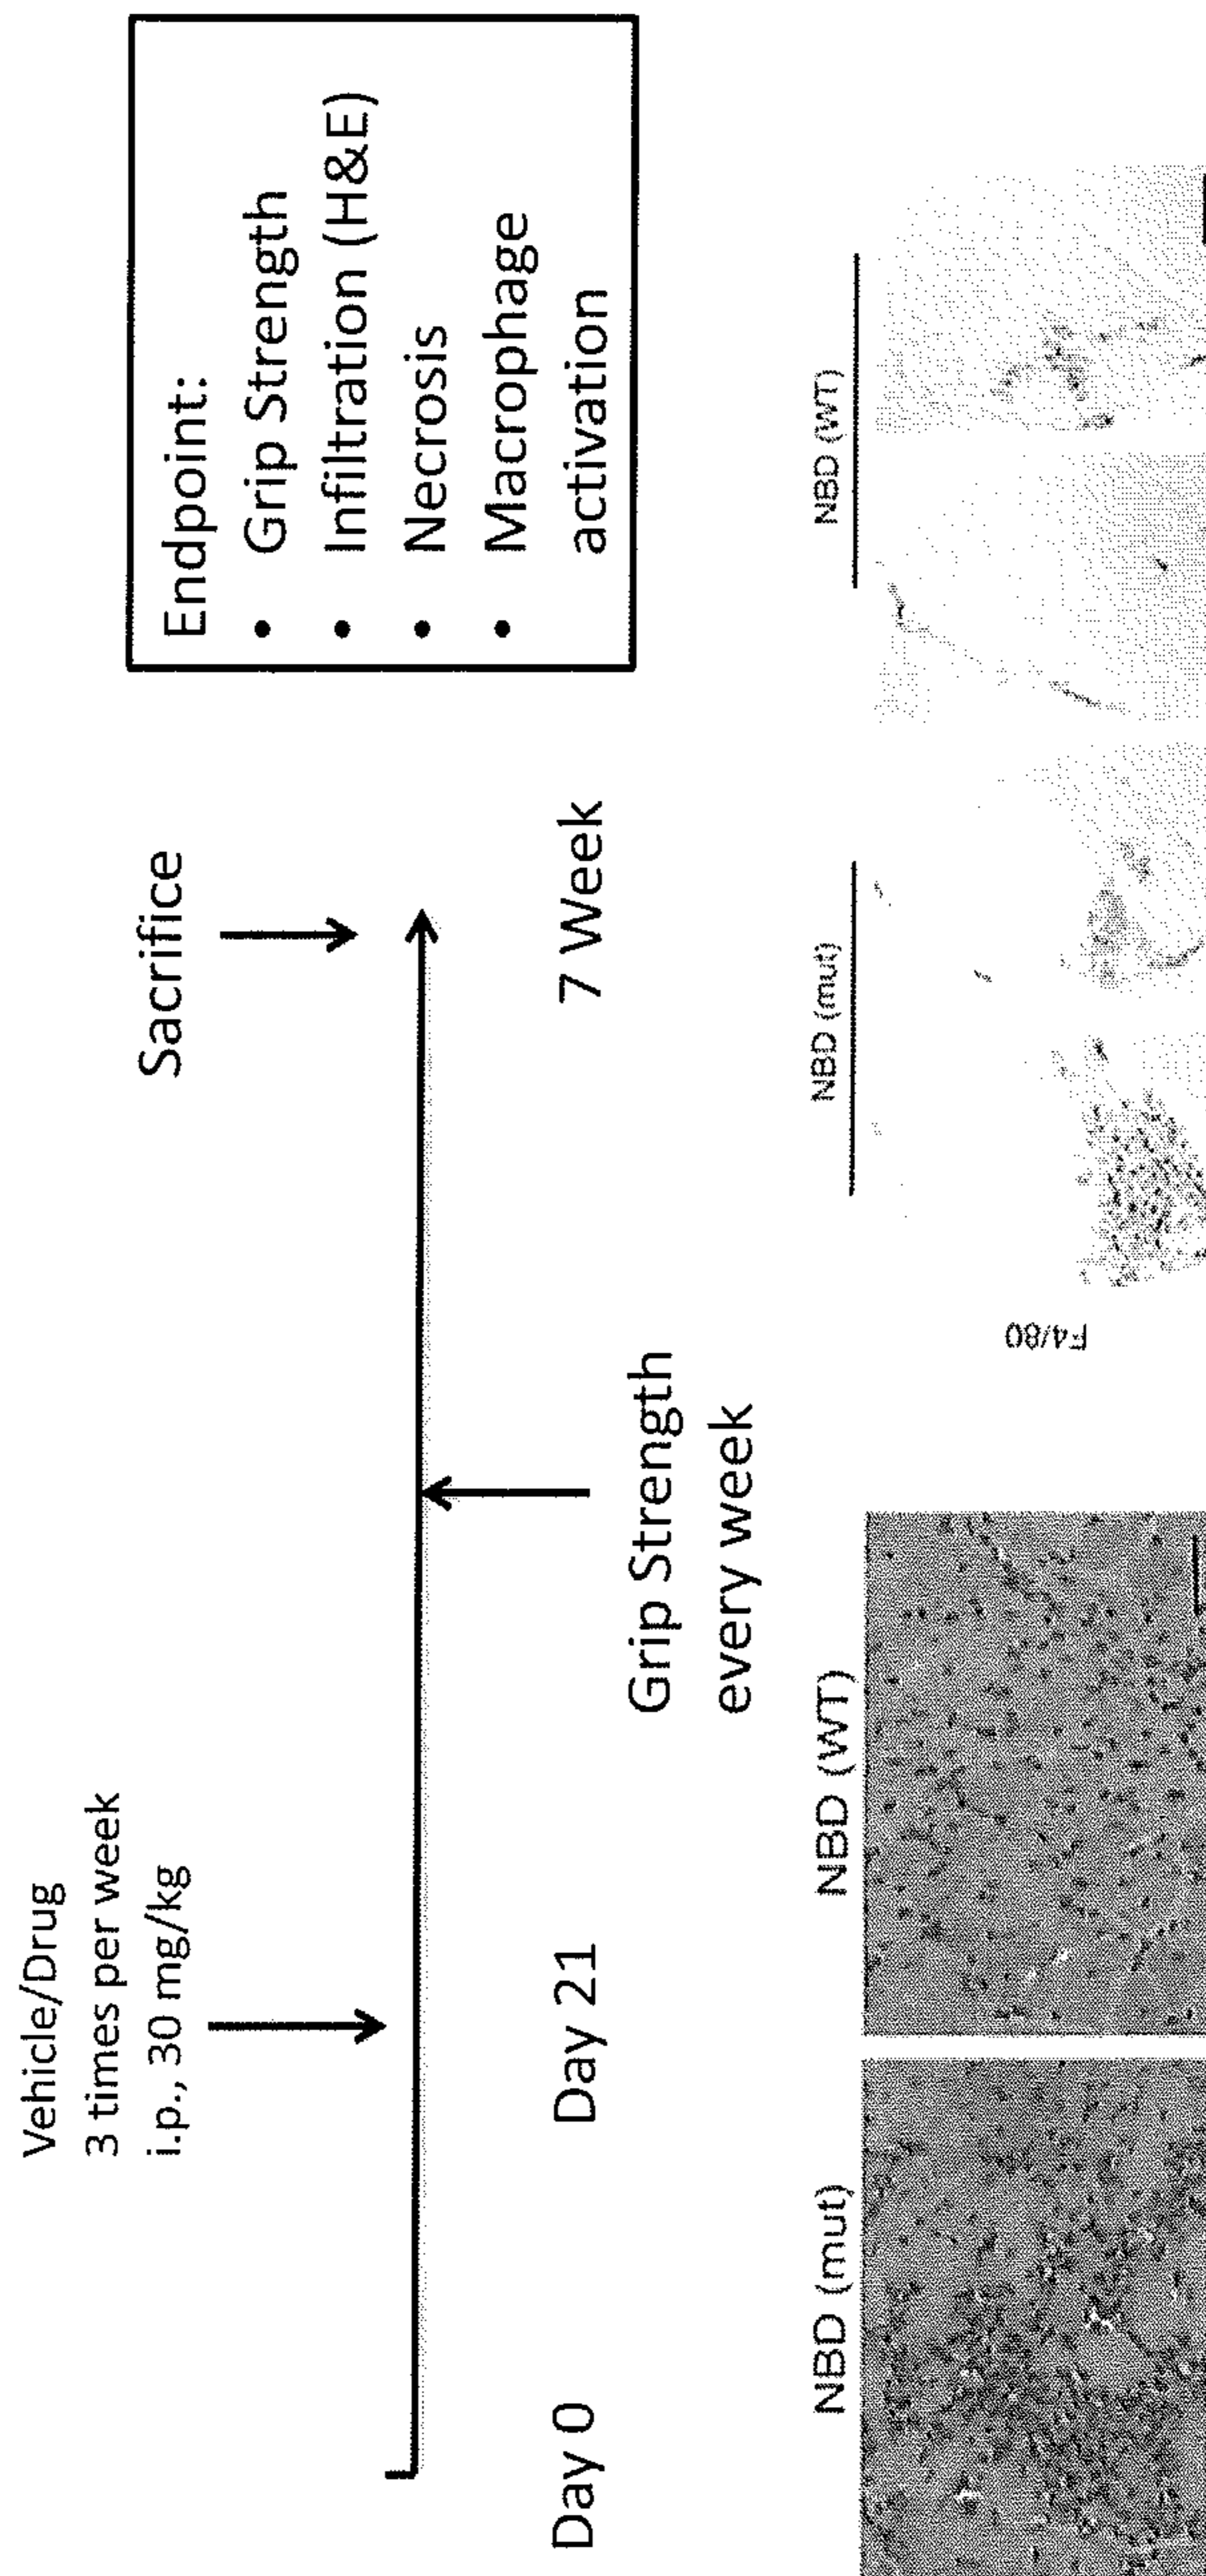 Vehicle/Drug
3 times per week
i.p., 30 mg/kg
Sacrifice
Endpoint:
• Grip Strength
• Infiltration (H&E)
• Necrosis
• Macrophage
activation
Day 0
Day 21
7 Week
Grip Strength
every week
NBD (mut)
NBD (WT)
F4/80
NBD (mut)
NBD (WT)